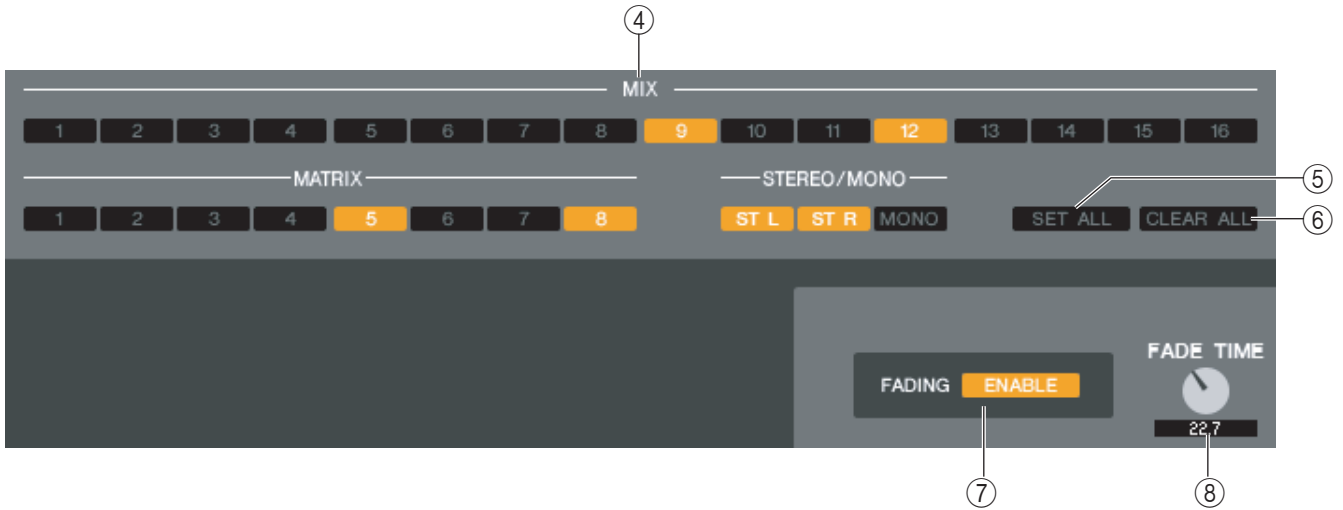 ④
MIX
1 2 3 4 5 6 7 8 9 10 11 12 13 14 15 16
MATRIX STEREO/MONO
⑤
1 2 3 4 5 6 7 8 ST L ST R MONO SET ALL CLEAR ALL
⑥
FADE TIME
FADING ENABLE
22.7
⑦ ⑧